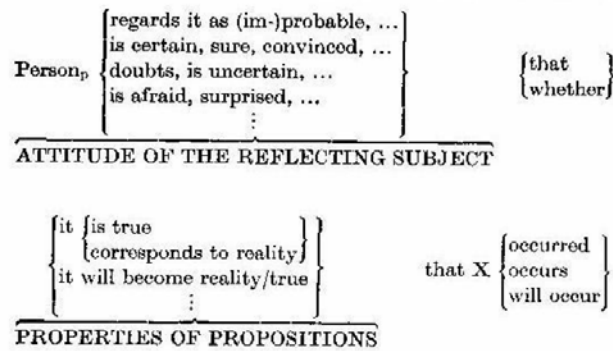 regards it as (im-)probable, ...
is certain, sure, convinced, ...
Person_p doubts, is uncertain, ... that
is afraid, surprised, ... whether
⋮
ATTITUDE OF THE REFLECTING SUBJECT
it is true
corresponds to reality occurred
it will become reality/true that X occurs
⋮ will occur
PROPERTIES OF PROPOSITIONS